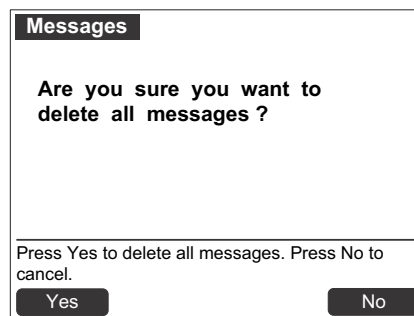 Messages
Are you sure you want to
delete all messages ?
Press Yes to delete all messages. Press No to
cancel.
Yes
No